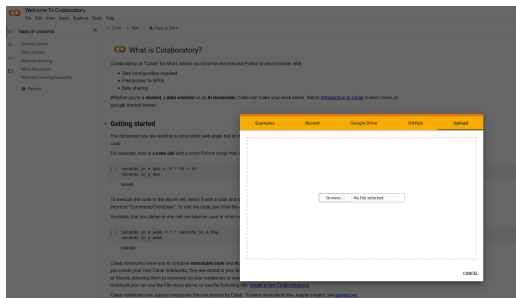 Welcome To Colaboratory
File Edit View Insert Runtime Tools Help
Table of contents
+ Code + Text Copy to Drive
Getting started
Data science
Machine learning
More Resources
Machine Learning Examples
Section
CO What is Colaboratory?
Colaboratory, or "Colab" for short, allows you to write and execute Python in your browser, with
Zero configuration required
Free access to GPUs
Easy sharing
Whether you're a student, a data scientist or an AI researcher, Colab can make your work easier. Watch Introduction to Colab to learn more, or
just get started below!
Getting started
The document you are reading is not a static web page, but an
code.
For example, here is a code cell with a short Python script that
[ ] seconds_in_a_day = 24 * 60 * 60
seconds_in_a_day
86400
To execute the code in the above cell, select it with a click and t
shortcut "Command/Ctrl+Enter". To edit the code, just click the
Variables that you define in one cell can later be used in other
[ ] seconds_in_a_week = 7 * seconds_in_a_day
seconds_in_a_week
604800
Colab notebooks allow you to combine executable code and
you create your own Colab notebooks, they are stored in your G
or friends, allowing them to comment on your notebooks or even
notebook you can use the File menu above, or use the following link: create a new Colab notebook.
Colab notebooks are Jupyter notebooks that are hosted by Colab. To learn more about the Jupyter project, see jupyter.org.
Examples Recent Google Drive GitHub Upload
Browse... No file selected.
CANCEL